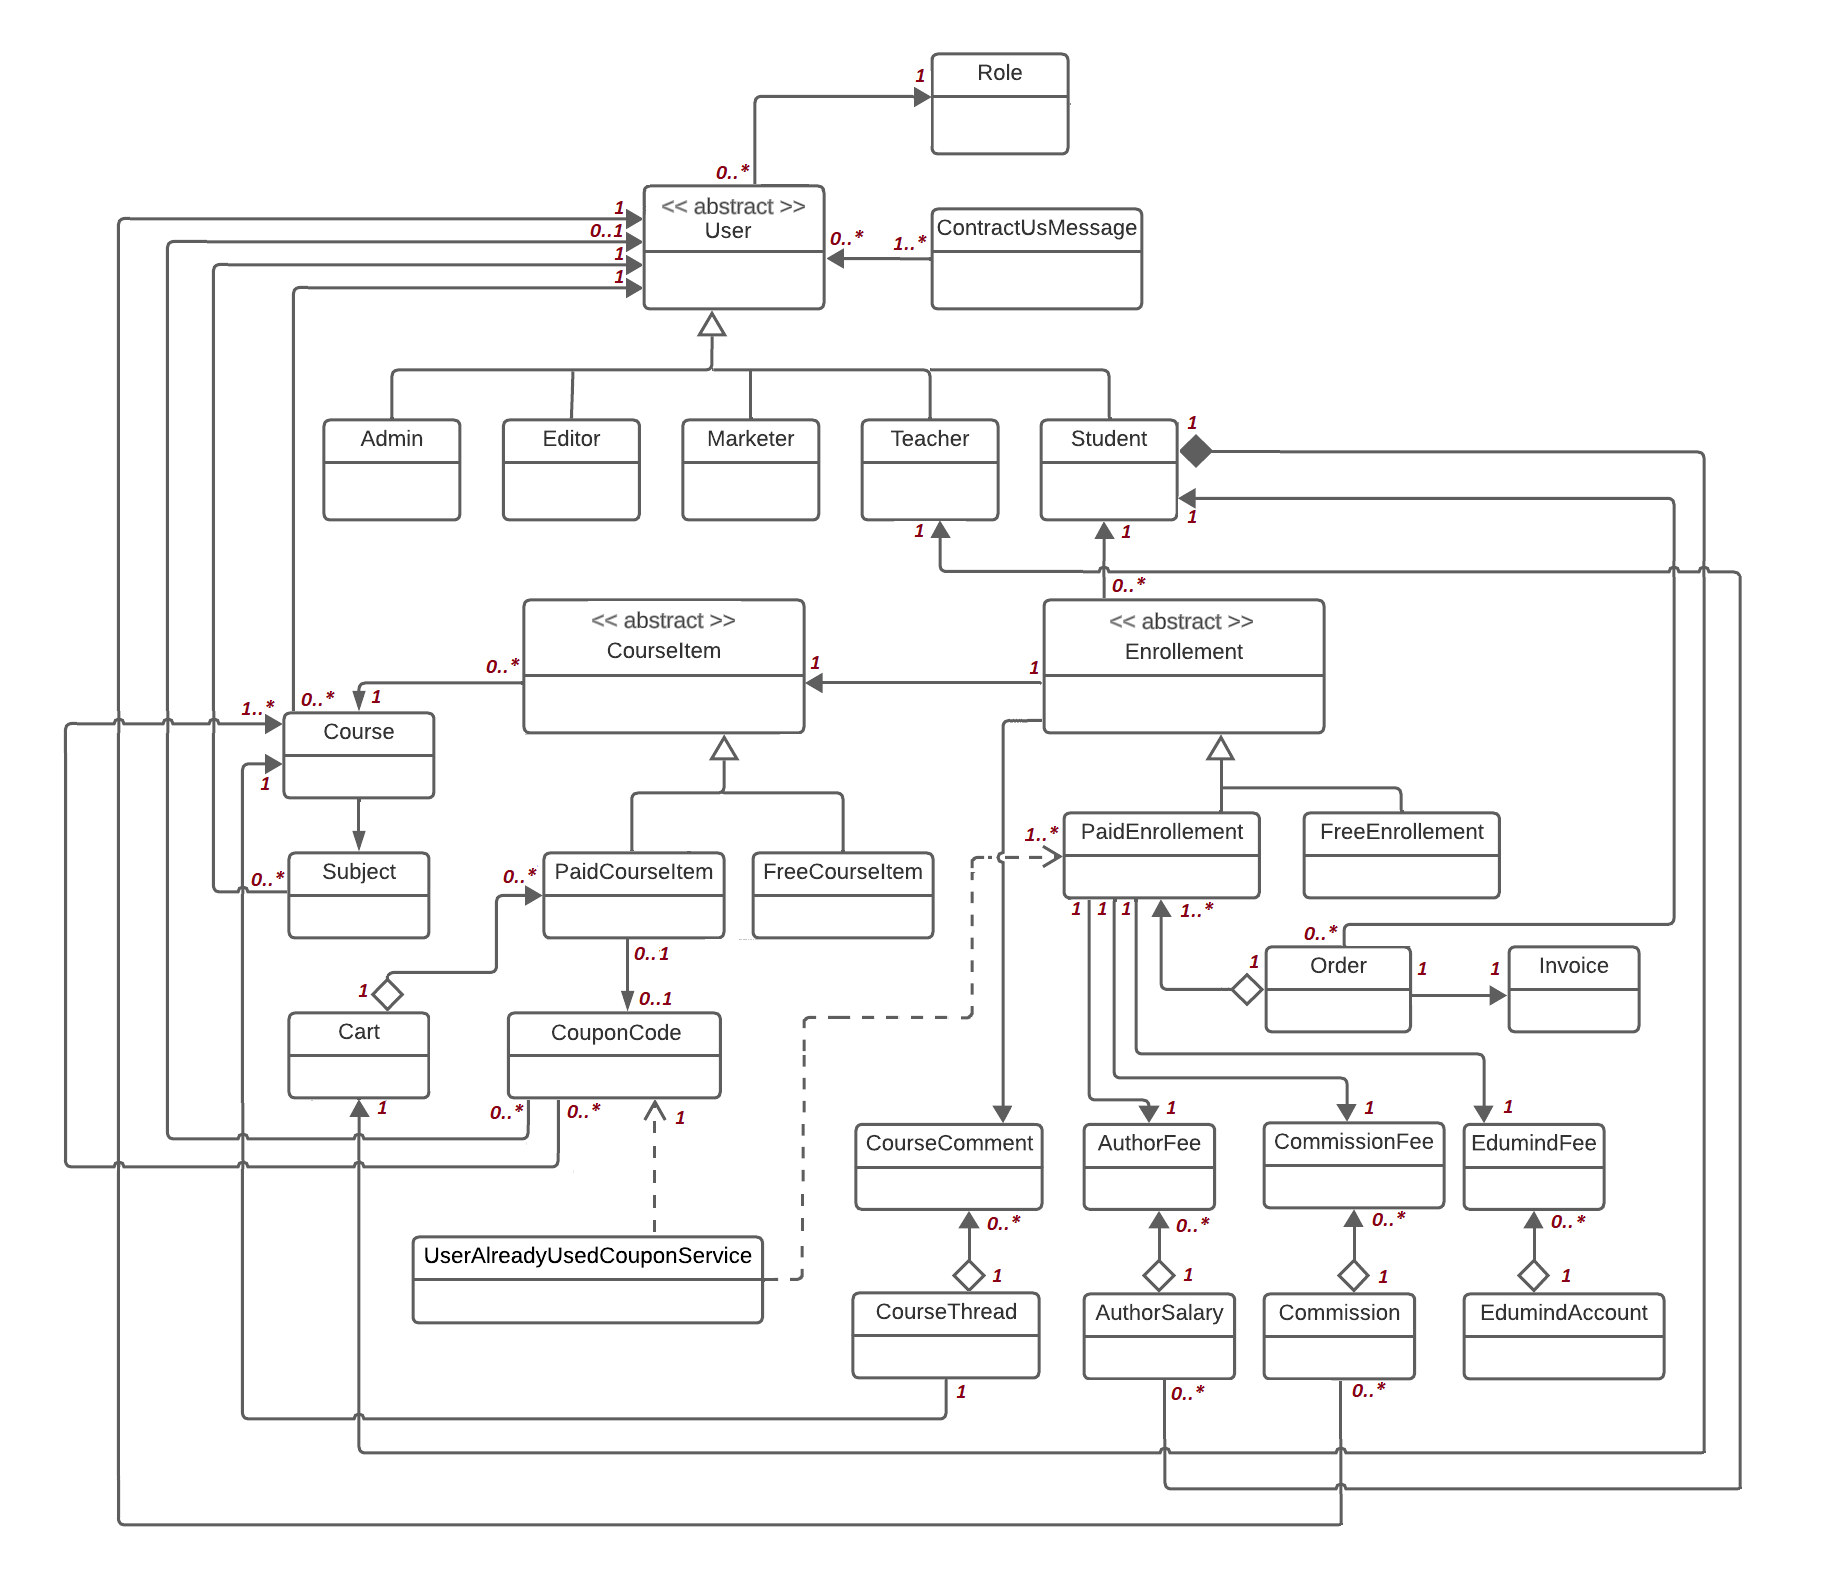 Role
1
0..*
<< abstract >>
User
1
0..1
1
1
0..*
1..*
ContractUsMessage
Admin
Editor
Marketer
Teacher
Student
1
1
1
1
0..*
<< abstract >>
CourseItem
<< abstract >>
Enrollement
0..*
1
1
1
1..*
0..*
Course
1
Subject
0..*
PaidCourseItem
FreeCourseItem
0..*
1..*
PaidEnrollement
FreeEnrollement
1
1
1
1..*
0..*
0..1
1
Order
1
1
Invoice
1
0..1
Cart
CouponCode
1
0..*
0..*
1
1
1
1
CourseComment
AuthorFee
CommissionFee
EdumindFee
0..*
0..*
0..*
0..*
UserAlreadyUsedCouponService
1
1
1
1
CourseThread
AuthorSalary
Commission
EdumindAccount
1
0..*
0..*